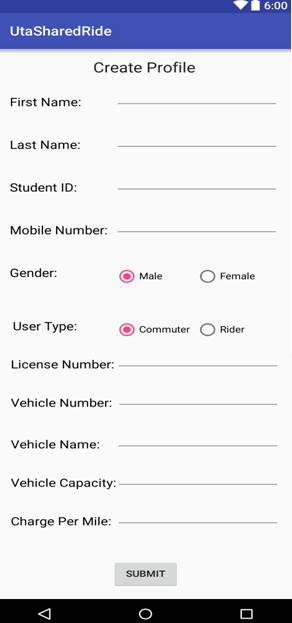 6:00
UtaSharedRide
Create Profile
First Name:
Last Name:
Student ID:
Mobile Number:
Gender: Male Female
User Type: Commuter Rider
License Number:
Vehicle Number:
Vehicle Name:
Vehicle Capacity:
Charge Per Mile:
SUBMIT